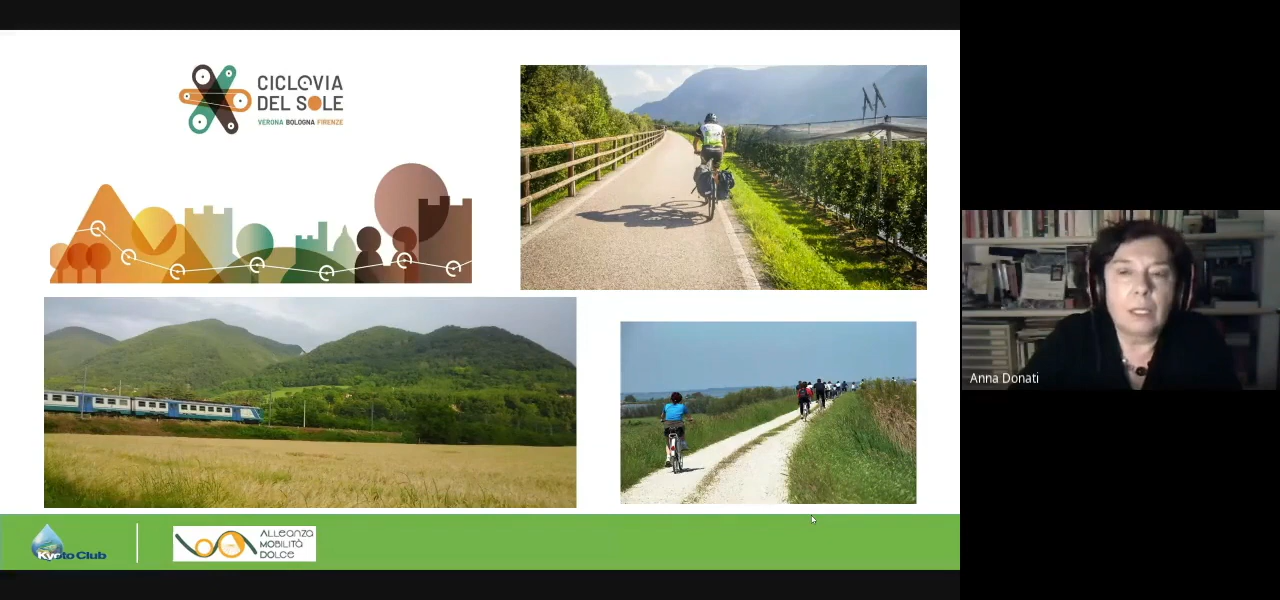 CICLOVIA
DEL SOLE
VERONA BOLOGNA FIRENZE
Anna Donati
Kyoto Club
ALLEANZA
MOBILITÀ
DOLCE